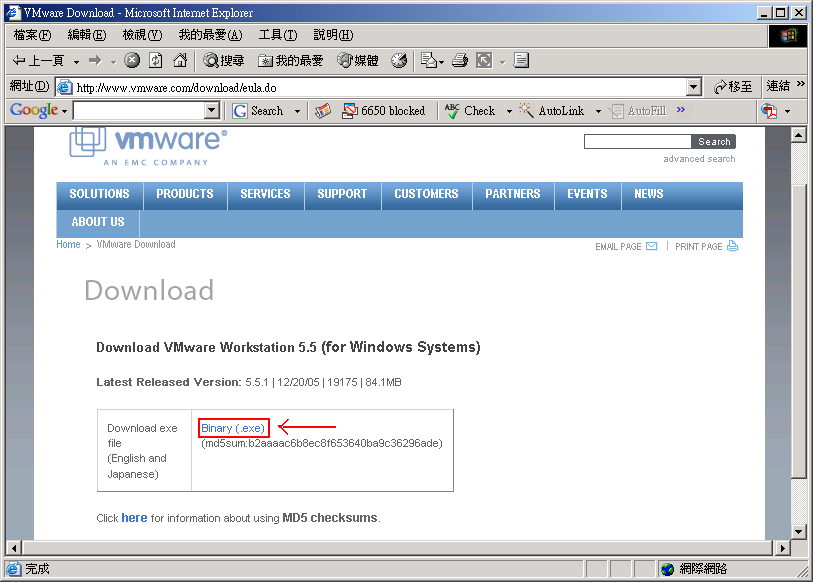 VMware Download - Microsoft Internet Explorer
檔案(F) 編輯(E) 檢視(V) 我的最愛(A) 工具(T) 說明(H)
上一頁 搜尋 我的最愛 媒體
網址(D) http://www.vmware.com/download/eula.do 移至 連結 »
Google Search 6650 blocked ABC Check AutoLink AutoFill »
vmware®
AN EMC COMPANY
Search
advanced search
SOLUTIONS PRODUCTS SERVICES SUPPORT CUSTOMERS PARTNERS EVENTS NEWS
ABOUT US
Home > VMware Download EMAIL PAGE | PRINT PAGE
Download
Download VMware Workstation 5.5 (for Windows Systems)
Latest Released Version: 5.5.1 | 12/20/05 | 19175 | 84.1MB
Download exe
file
(English and
Japanese)
Binary (.exe)
(md5sum:b2aaaac6b8ec8f653640ba9c36296ade)
Click here for information about using MD5 checksums.
完成 網際網路